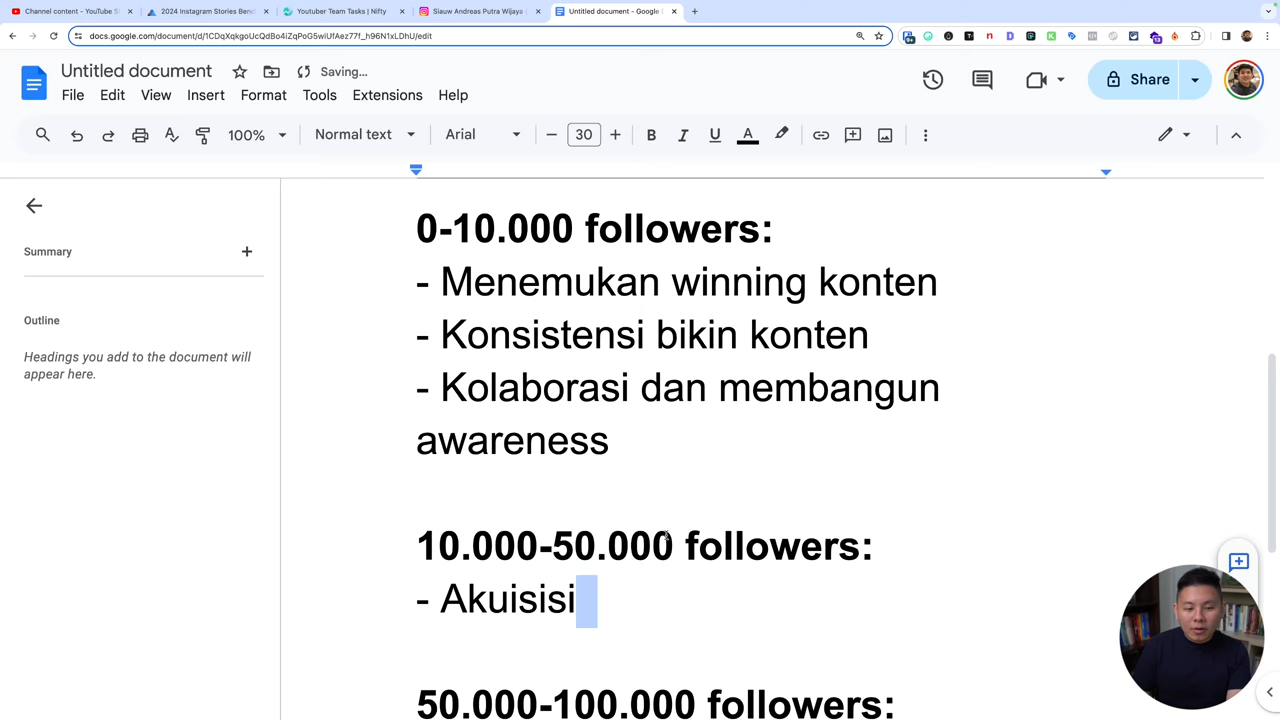 Channel content - YouTube S
2024 Instagram Stories Benc
Youtuber Team Tasks | Nifty
Siauw Andreas Putra Wijaya (
Untitled document - Google
docs.google.com/document/d/1CDqXqkgoUcQdBo4iZqPoG5wiUfAez77f_h96N1xLDhU/edit
Untitled document
Saving...
File Edit View Insert Format Tools Extensions Help
Share
100% Normal text Arial 30 B I U A
Summary
Outline
Headings you add to the document will
appear here.
0-10.000 followers:
- Menemukan winning konten
- Konsistensi bikin konten
- Kolaborasi dan membangun
awareness
10.000-50.000 followers:
- Akuisisi
50.000-100.000 followers: